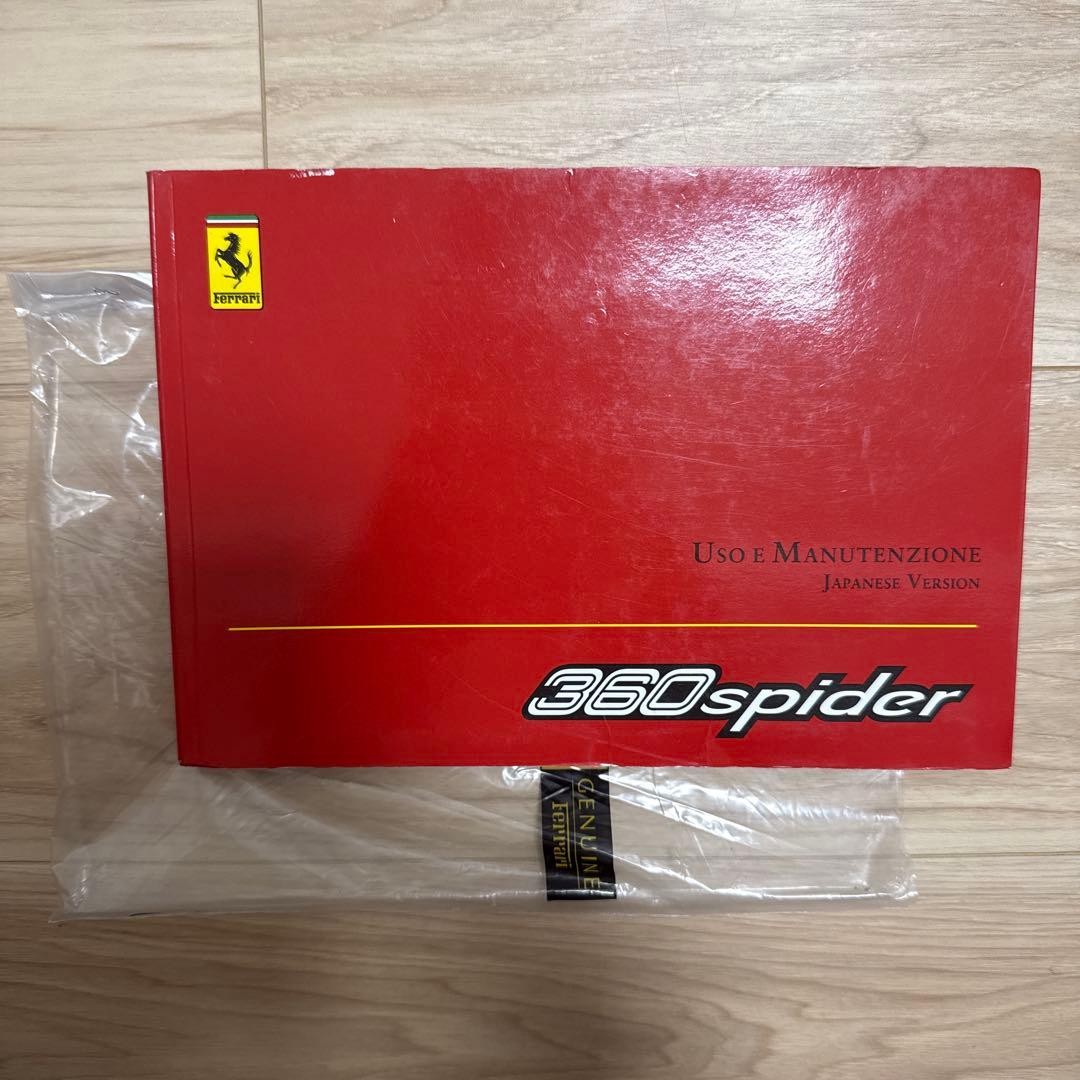 Ferrari
USO E MANUTENZIONE
JAPANESE VERSION
360spider
GENUINE
Ferrari